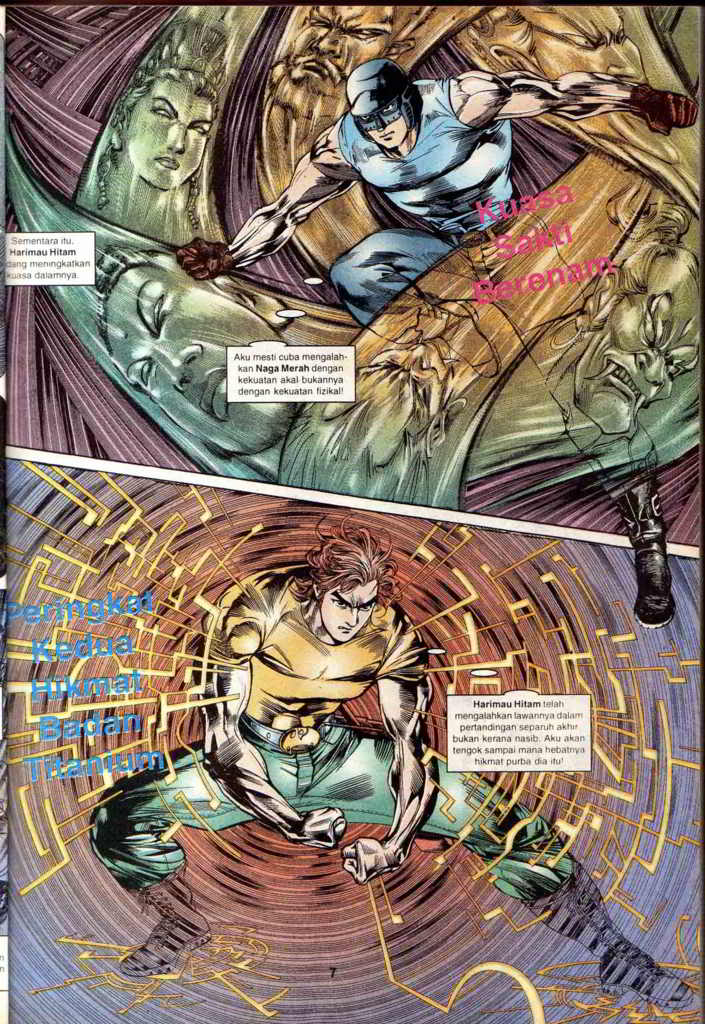 Sementara itu,
Harimau Hitam
dang meningkatkan
kuasa dalamnya.
Kuasa
Sakti
Berenam
Aku mesti cuba mengalah-
kan Naga Merah dengan
kekuatan akal bukannya
kekuatan fizikal!
Peringkat
Kedua
Hikmat
Badan
Titanium
Harimau Hitam telah
mengalahkan lawannya dalam
pertandingan separuh akhir
bukan kerana nasib. Aku akan
tengok sampai mana hebatnya
hikmat purba dia itu!
7